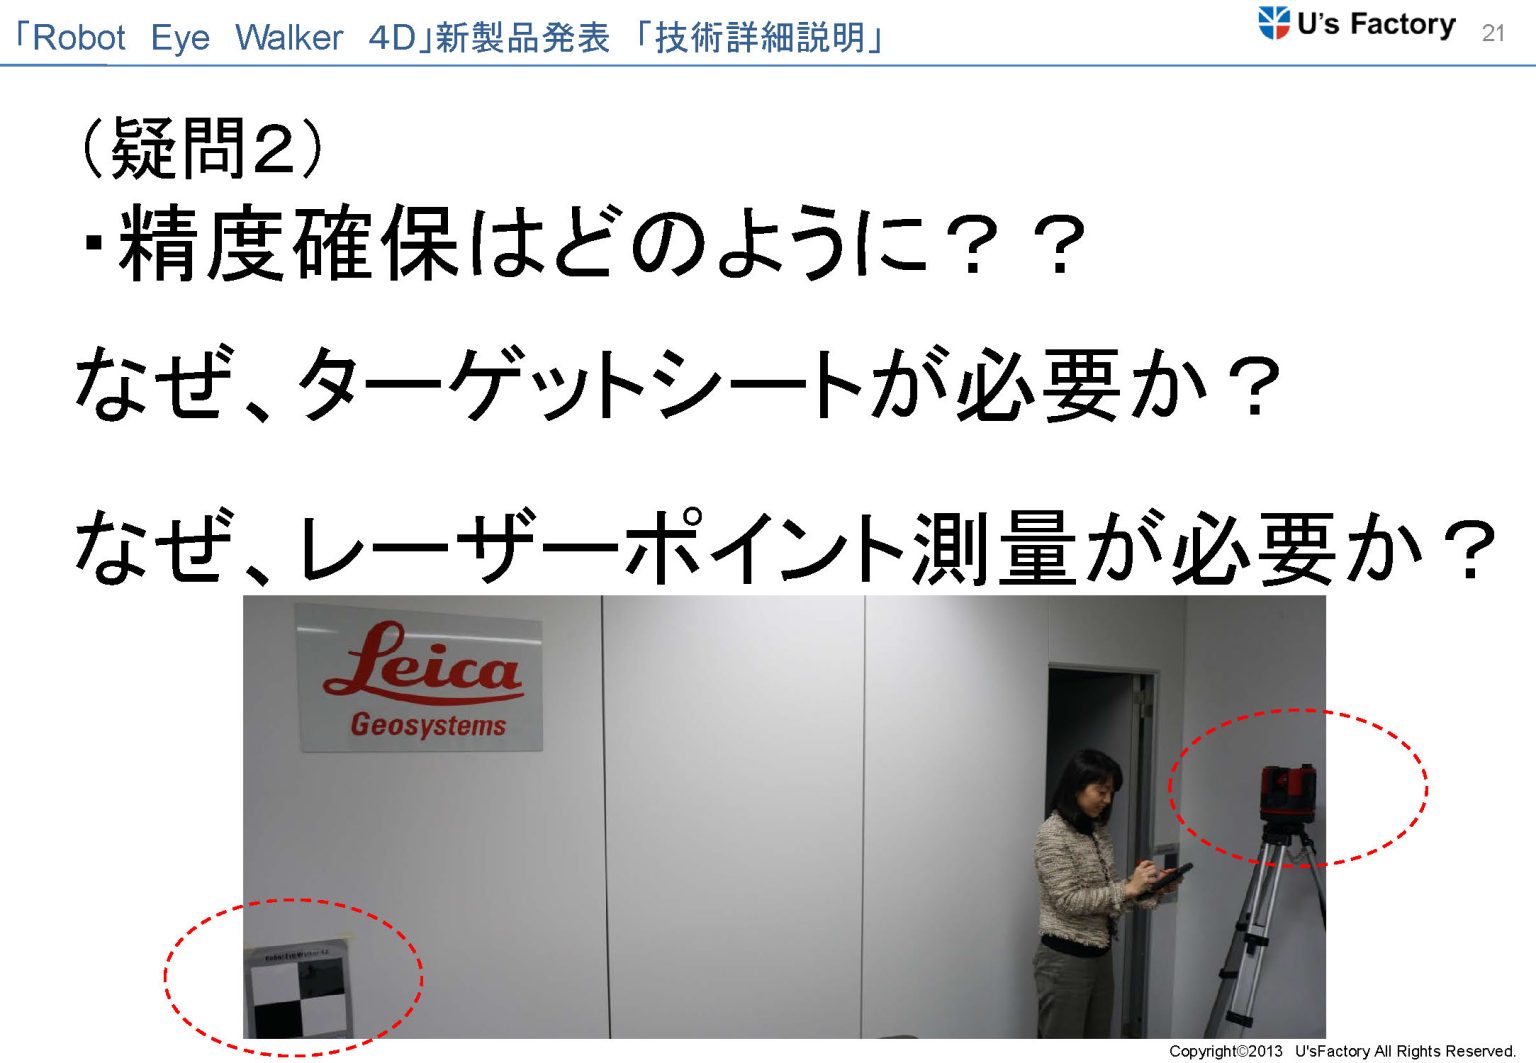 「Robot Eye Walker 4D」新製品発表 「技術詳細説明」
U's Factory
21
（疑問２）
・精度確保はどのように？？
なぜ、ターゲットシートが必要か？
なぜ、レーザーポイント測量が必要か？
Leica
Geosystems
Robot Eye Walker 4D
Copyright©2013 U'sFactory All Rights Reserved.